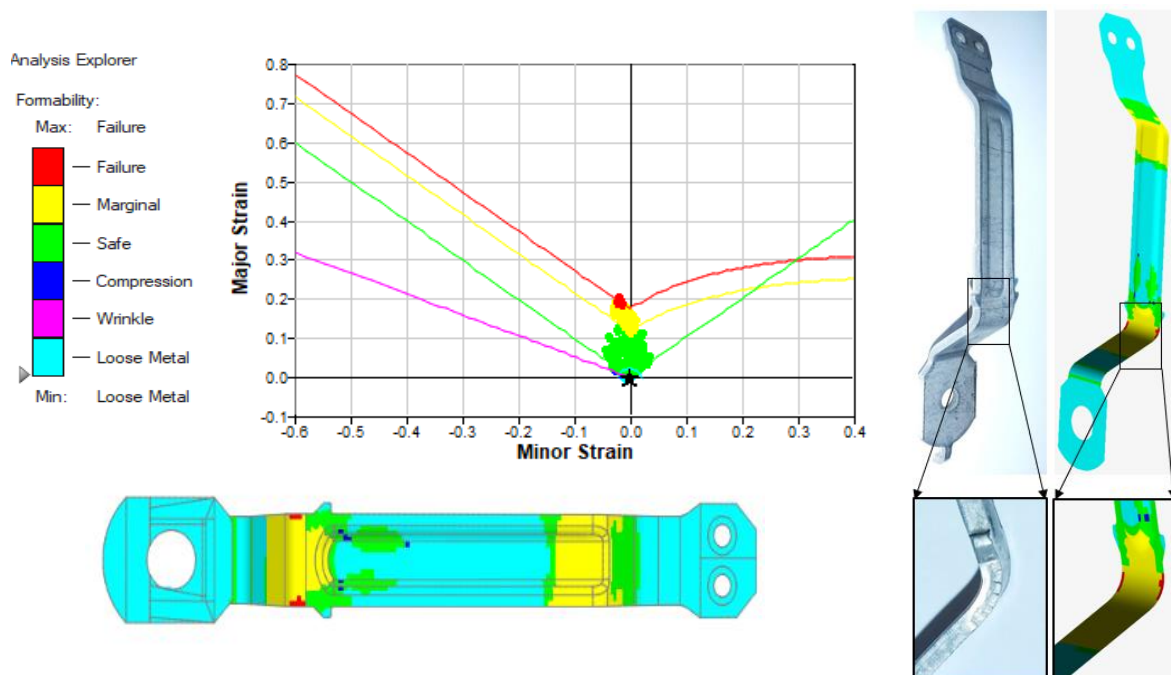 Analysis Explorer
Formability:
Max: Failure
Failure
Marginal
Safe
Compression
Wrinkle
Loose Metal
Min: Loose Metal
Major Strain
0.8
0.7
0.6
0.5
0.4
0.3
0.2
0.1
0.0
-0.1
-0.6 -0.5 -0.4 -0.3 -0.2 -0.1 0.0 0.1 0.2 0.3 0.4
Minor Strain